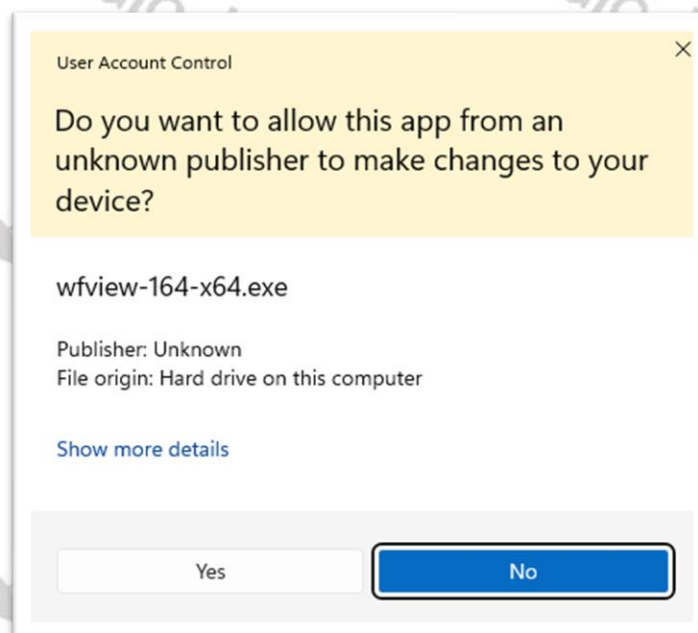 User Account Control
Do you want to allow this app from an
unknown publisher to make changes to your
device?
wfview-164-x64.exe
Publisher: Unknown
File origin: Hard drive on this computer
Show more details
Yes
No